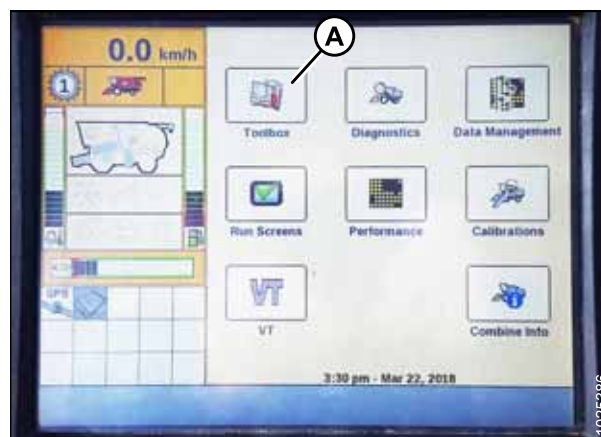 A
0.0 km/h
1
Toolbox
Diagnostics
Data Management
Run Screens
Performance
Calibrations
GPS
VT
VT
Combine Info
3:30 pm - Mar 22, 2018
1025286